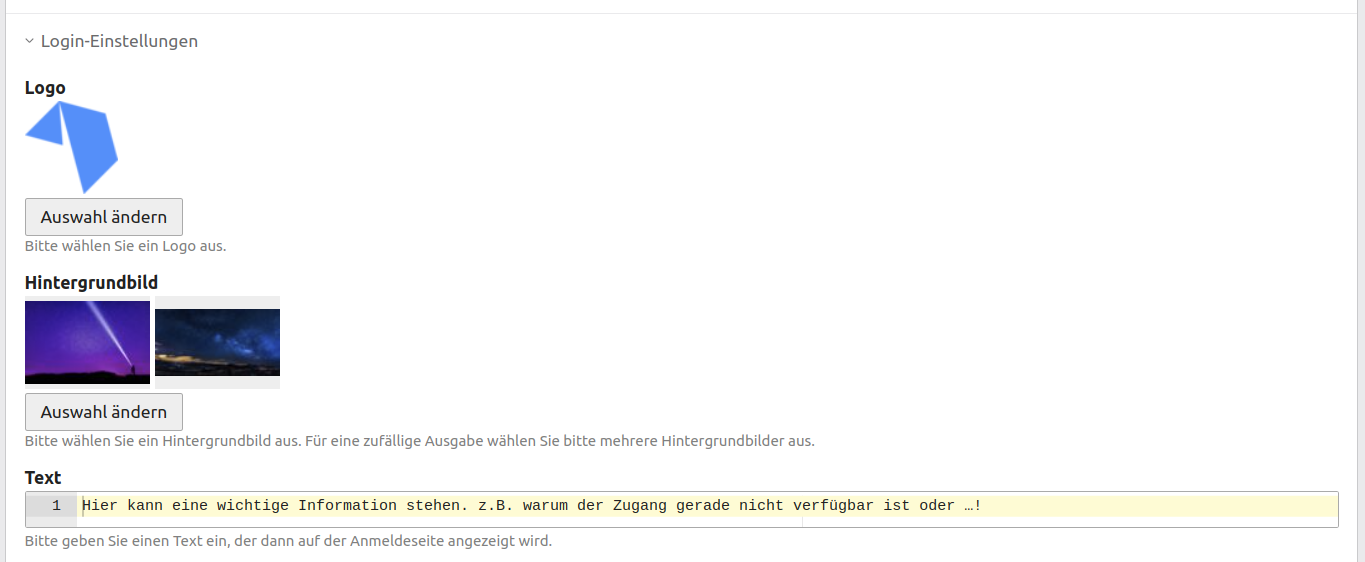 Login-Einstellungen
Logo
Auswahl ändern
Bitte wählen Sie ein Logo aus.
Hintergrundbild
Auswahl ändern
Bitte wählen Sie ein Hintergrundbild aus. Für eine zufällige Ausgabe wählen Sie bitte mehrere Hintergrundbilder aus.
Text
1 Hier kann eine wichtige Information stehen. z.B. warum der Zugang gerade nicht verfügbar ist oder …!
Bitte geben Sie einen Text ein, der dann auf der Anmeldeseite angezeigt wird.